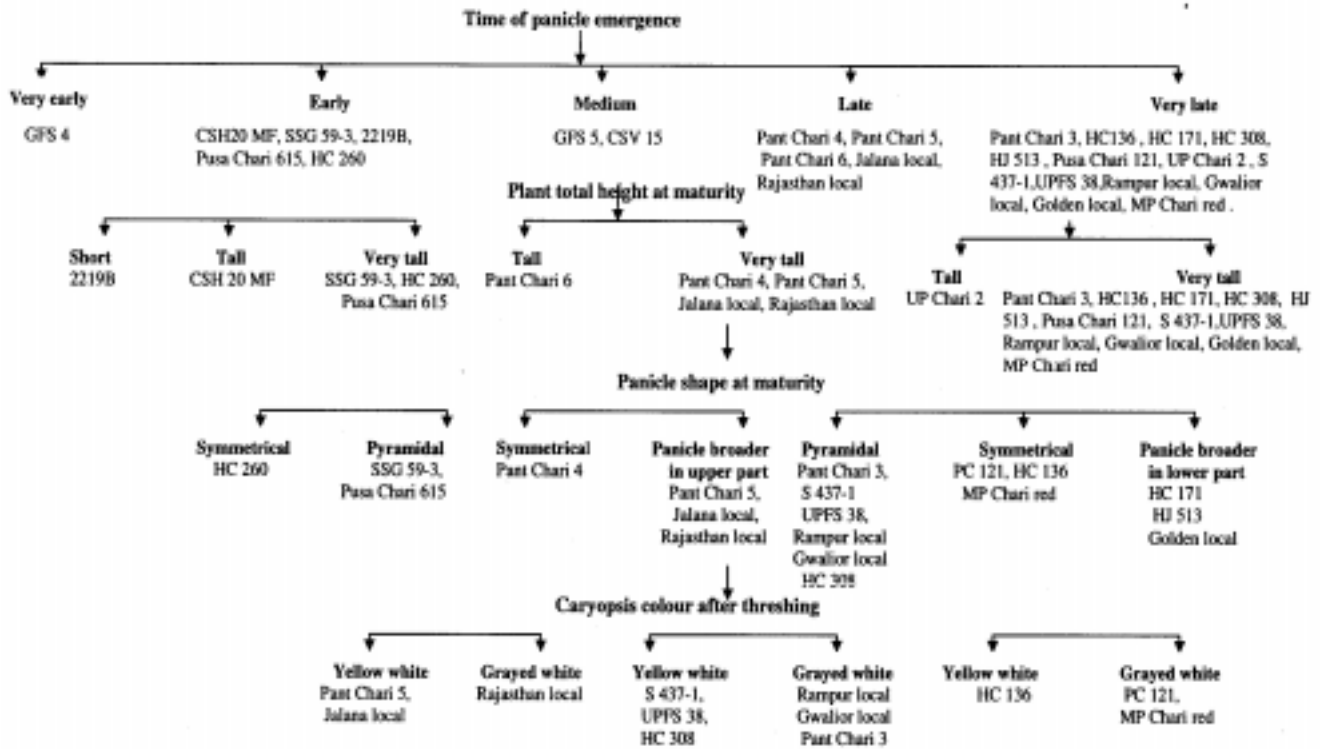 Time of panicle emergence
Very early
GFS 4
Early
CSH20 MF, SSG 59-3, 2219B,
Pusa Chari 615, HC 260
Medium
GFS 5, CSV 15
Late
Pant Chari 4, Pant Chari 5,
Pant Chari 6, Jalana local,
Rajasthan local
Very late
Pant Chari 3, HC136 , HC 171, HC 308,
HJ 513 , Pusa Chari 121, UP Chari 2 , S
437-1,UPFS 38,Rampur local, Gwalior
local, Golden local, MP Chari red .
Plant total height at maturity
Short
2219B
Tall
CSH 20 MF
Very tall
SSG 59-3, HC 260,
Pusa Chari 615
Tall
Pant Chari 6
Very tall
Pant Chari 4, Pant Chari 5,
Jalana local, Rajasthan local
Tall
UP Chari 2
Very tall
Pant Chari 3, HC136 , HC 171, HC 308, HJ
513 , Pusa Chari 121, S 437-1,UPFS 38,
Rampur local, Gwalior local, Golden local,
MP Chari red
Panicle shape at maturity
Symmetrical
HC 260
Pyramidal
SSG 59-3,
Pusa Chari 615
Symmetrical
Pant Chari 4
Panicle broader
in upper part
Pant Chari 5,
Jalana local,
Rajasthan local
Pyramidal
Pant Chari 3,
S 437-1
UPFS 38,
Rampur local
Gwalior local
HC 308
Symmetrical
PC 121, HC 136
MP Chari red
Panicle broader
in lower part
HC 171
HJ 513
Golden local
Caryopsis colour after threshing
Yellow white
Pant Chari 5,
Jalana local
Grayed white
Rajasthan local
Yellow white
S 437-1,
UPFS 38,
HC 308
Grayed white
Rampur local
Gwalior local
Pant Chari 3
Yellow white
HC 136
Grayed white
PC 121,
MP Chari red